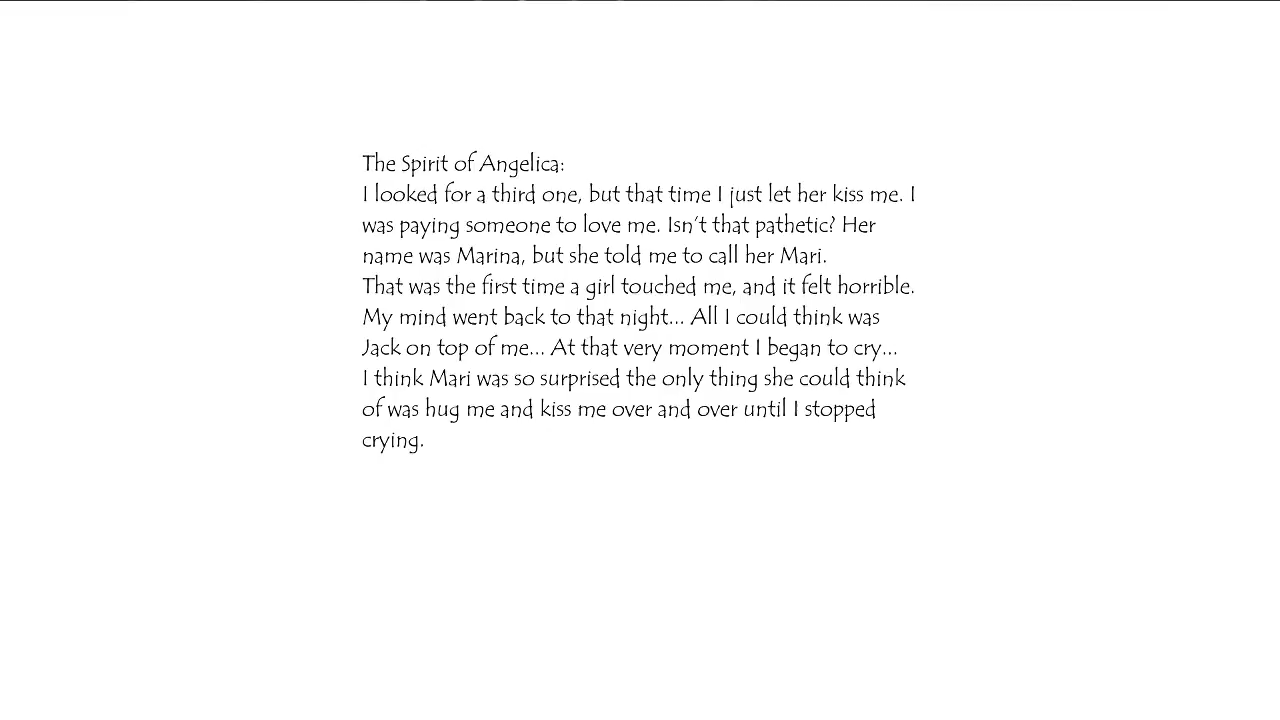 The Spirit of Angelica:
I looked for a third one, but that time I just let her kiss me. I
was paying someone to love me. Isn't that pathetic? Her
name was Marina, but she told me to call her Mari.
That was the first time a girl touched me, and it felt horrible.
My mind went back to that night... All I could think was
Jack on top of me... At that very moment I began to cry...
I think Mari was so surprised the only thing she could think
of was hug me and kiss me over and over until I stopped
crying.